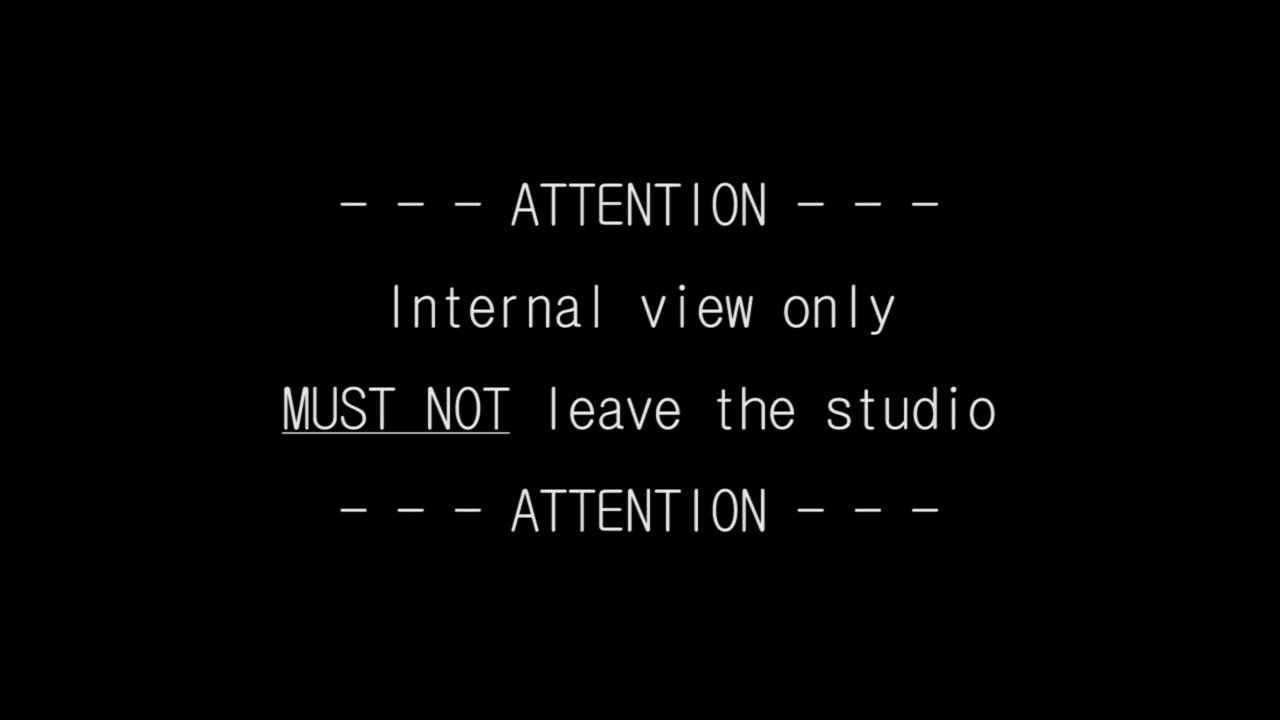 - - - ATTENTION - - -
Internal view only
MUST NOT leave the studio
- - - ATTENTION - - -